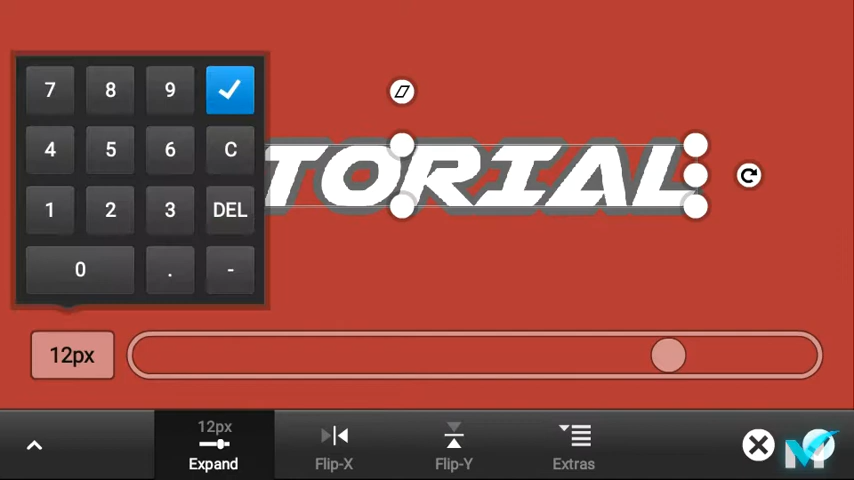 7 8 9
4 5 6 C
1 2 3 DEL
0 . -
TORIAL
12px
12px
Expand
Flip-X
Flip-Y
Extras